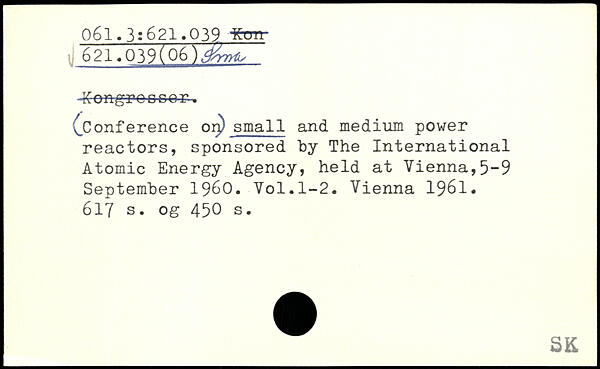 061.3:621.039 Kon
621.039(06) Sma
Kongresser.
(Conference on) small and medium power
reactors, sponsored by The International
Atomic Energy Agency, held at Vienna,5-9
September 1960. Vol.1-2. Vienna 1961.
617 s. og 450 s.
SK